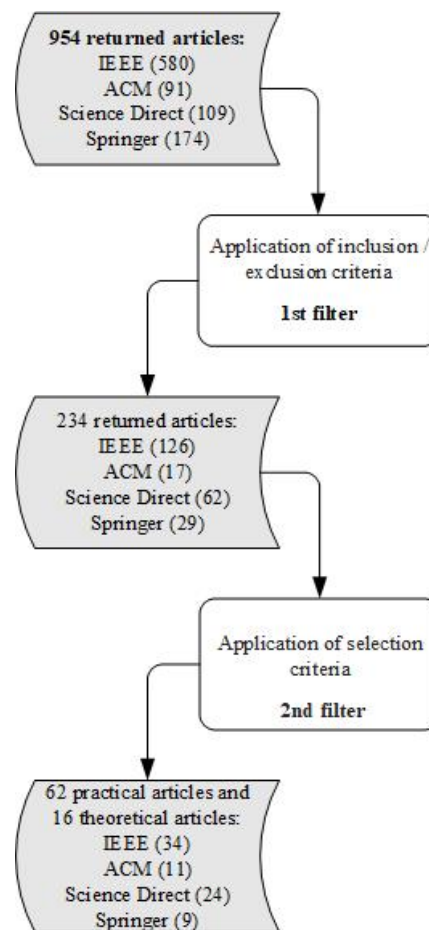 954 returned articles:
IEEE (580)
ACM (91)
Science Direct (109)
Springer (174)
Application of inclusion /
exclusion criteria
1st filter
234 returned articles:
IEEE (126)
ACM (17)
Science Direct (62)
Springer (29)
Application of selection
criteria
2nd filter
62 practical articles and
16 theoretical articles:
IEEE (34)
ACM (11)
Science Direct (24)
Springer (9)